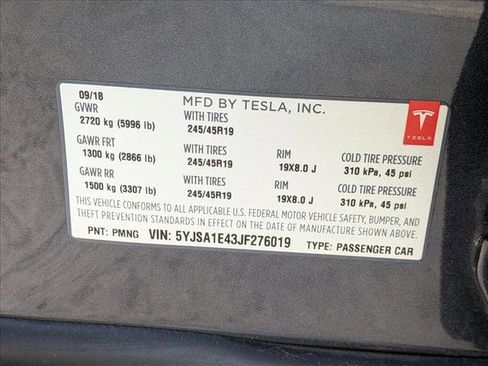 09/18 MFD BY TESLA, INC.
GVWR WITH TIRES
2720 kg (5996 lb) 245/45R19
TESLA
GAWR FRT WITH TIRES RIM COLD TIRE PRESSURE
1300 kg (2866 lb) 245/45R19 19X8.0 J 310 kPa, 45 psi
GAWR RR WITH TIRES RIM COLD TIRE PRESSURE
1500 kg (3307 lb) 245/45R19 19X8.0 J 310 kPa, 45 psi
THIS VEHICLE CONFORMS TO ALL APPLICABLE U.S. FEDERAL MOTOR VEHICLE SAFETY, BUMPER, AND
THEFT PREVENTION STANDARDS IN EFFECT ON THE DATE OF MANUFACTURE SHOWN ABOVE.
PNT: PMNG VIN: 5YJSA1E43JF276019 TYPE: PASSENGER CAR